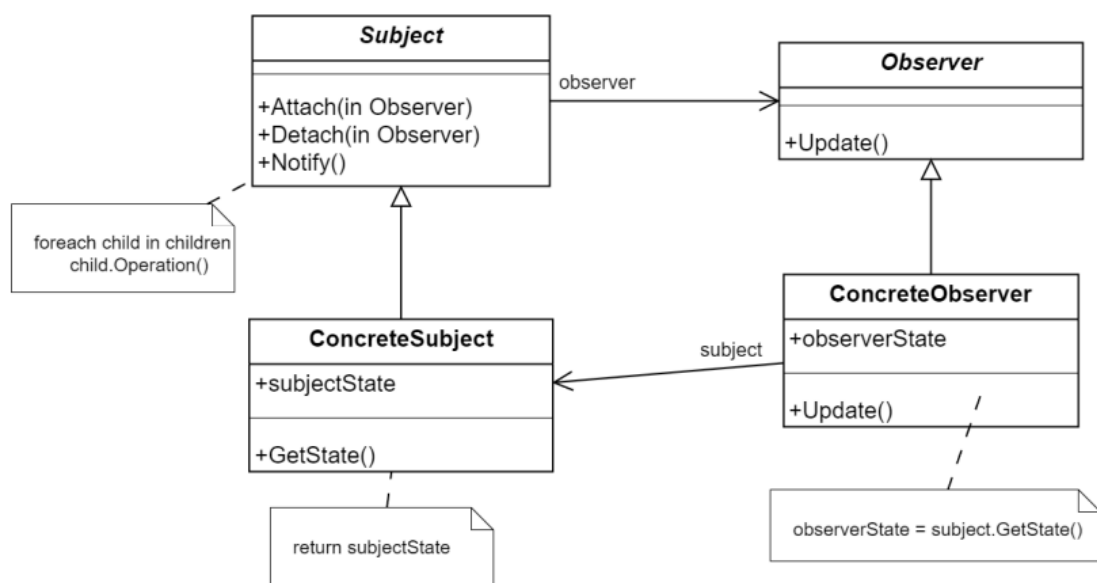 Subject
+Attach(in Observer)
+Detach(in Observer)
+Notify()
observer
Observer
+Update()
foreach child in children
child.Operation()
ConcreteSubject
+subjectState
+GetState()
subject
ConcreteObserver
+observerState
+Update()
return subjectState
observerState = subject.GetState()